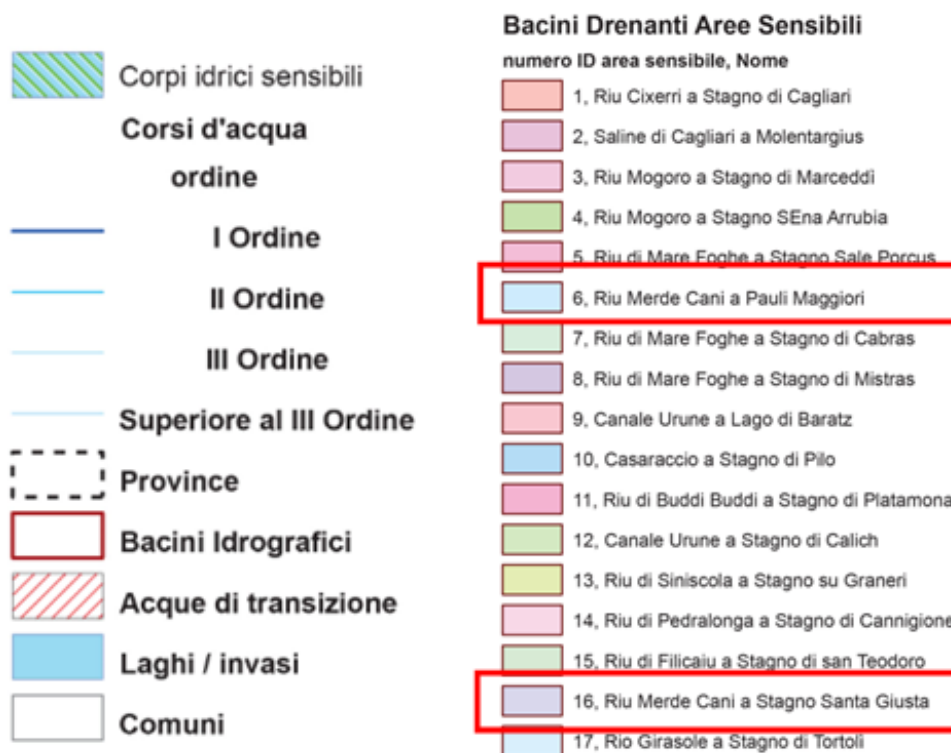 Corpi idrici sensibili
Corsi d'acqua
ordine
I Ordine
II Ordine
III Ordine
Superiore al III Ordine
Province
Bacini Idrografici
Acque di transizione
Laghi / invasi
Comuni
Bacini Drenanti Aree Sensibili
numero ID area sensibile, Nome
1, Riu Cixerri a Stagno di Cagliari
2, Saline di Cagliari a Molentargius
3, Riu Mogoro a Stagno di Marceddì
4, Riu Mogoro a Stagno SEna Arrubia
5, Riu di Mare Foghe a Stagno Sale Porcus
6, Riu Merde Cani a Pauli Maggiori
7, Riu di Mare Foghe a Stagno di Cabras
8, Riu di Mare Foghe a Stagno di Mistras
9, Canale Urune a Lago di Baratz
10, Casaraccio a Stagno di Pilo
11, Riu di Buddi Buddi a Stagno di Platamona
12, Canale Urune a Stagno di Calich
13, Riu di Siniscola a Stagno su Graneri
14, Riu di Pedralonga a Stagno di Cannigione
15, Riu di Filicaiu a Stagno di san Teodoro
16, Riu Merde Cani a Stagno Santa Giusta
17, Rio Girasole a Stagno di Tortolì